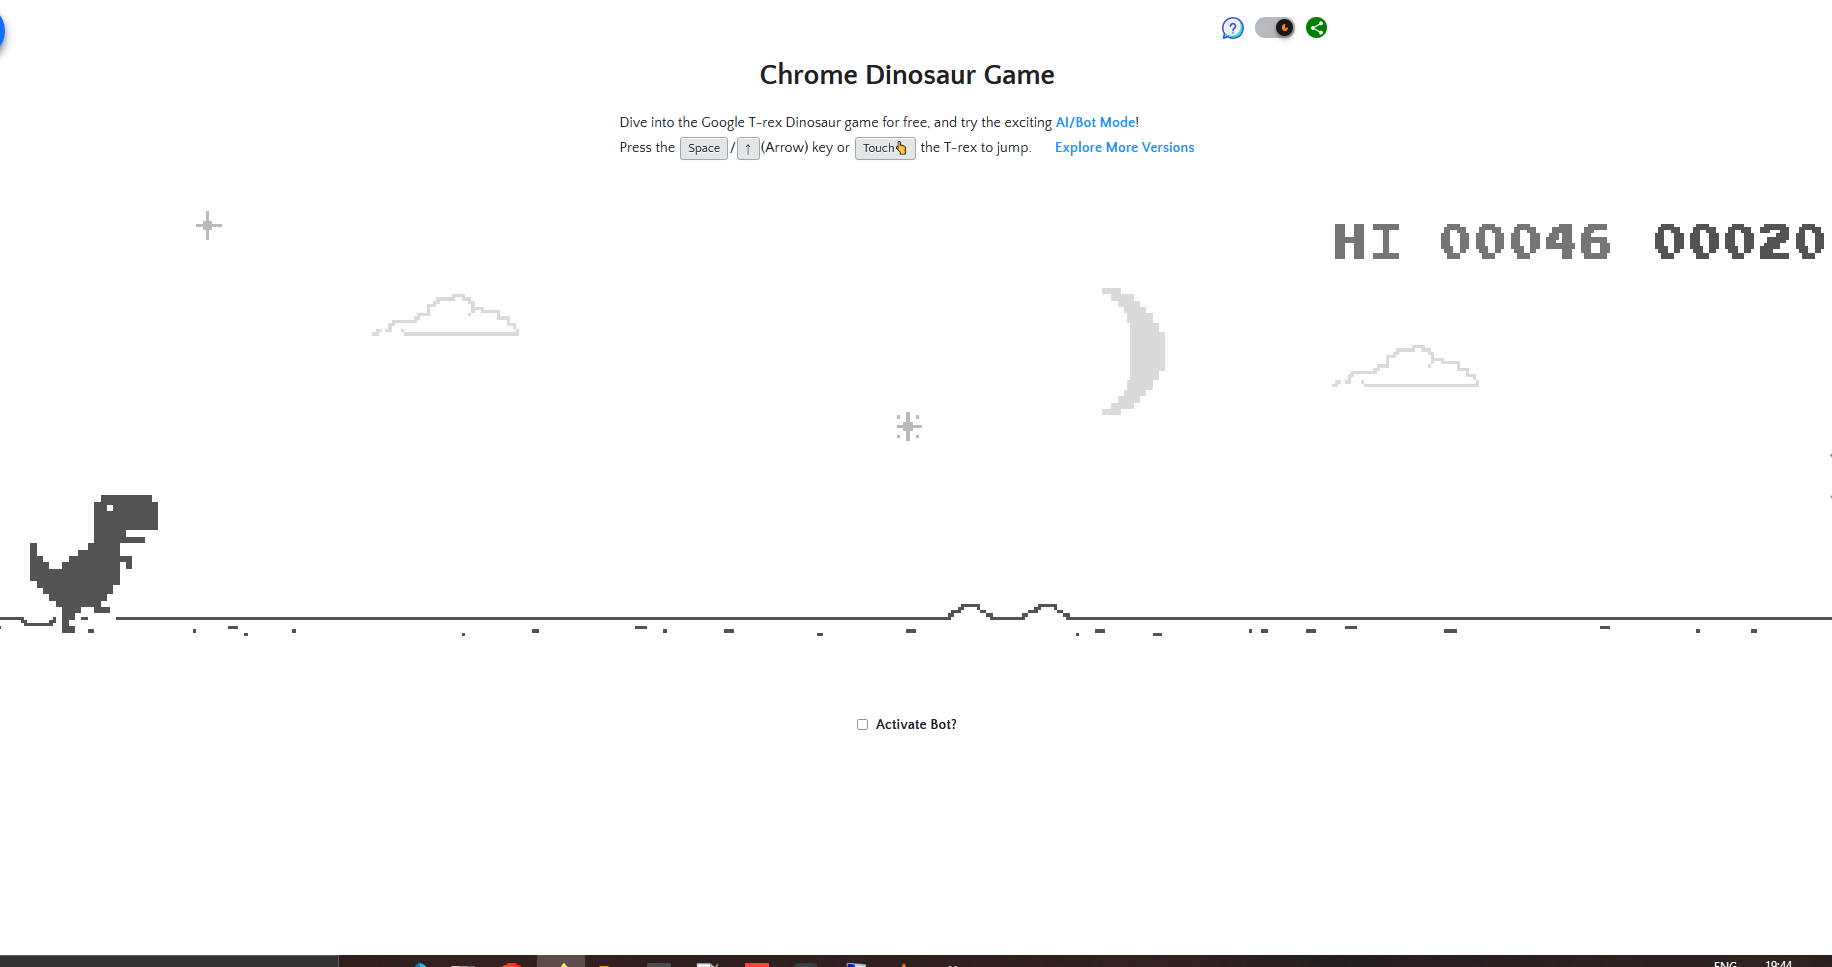 Chrome Dinosaur Game
Dive into the Google T-rex Dinosaur game for free, and try the exciting AI/Bot Mode!
Press the Space / ↑ (Arrow) key or Touch👆 the T-rex to jump. Explore More Versions
HI 00046 00020
Activate Bot?
ENG 19:44